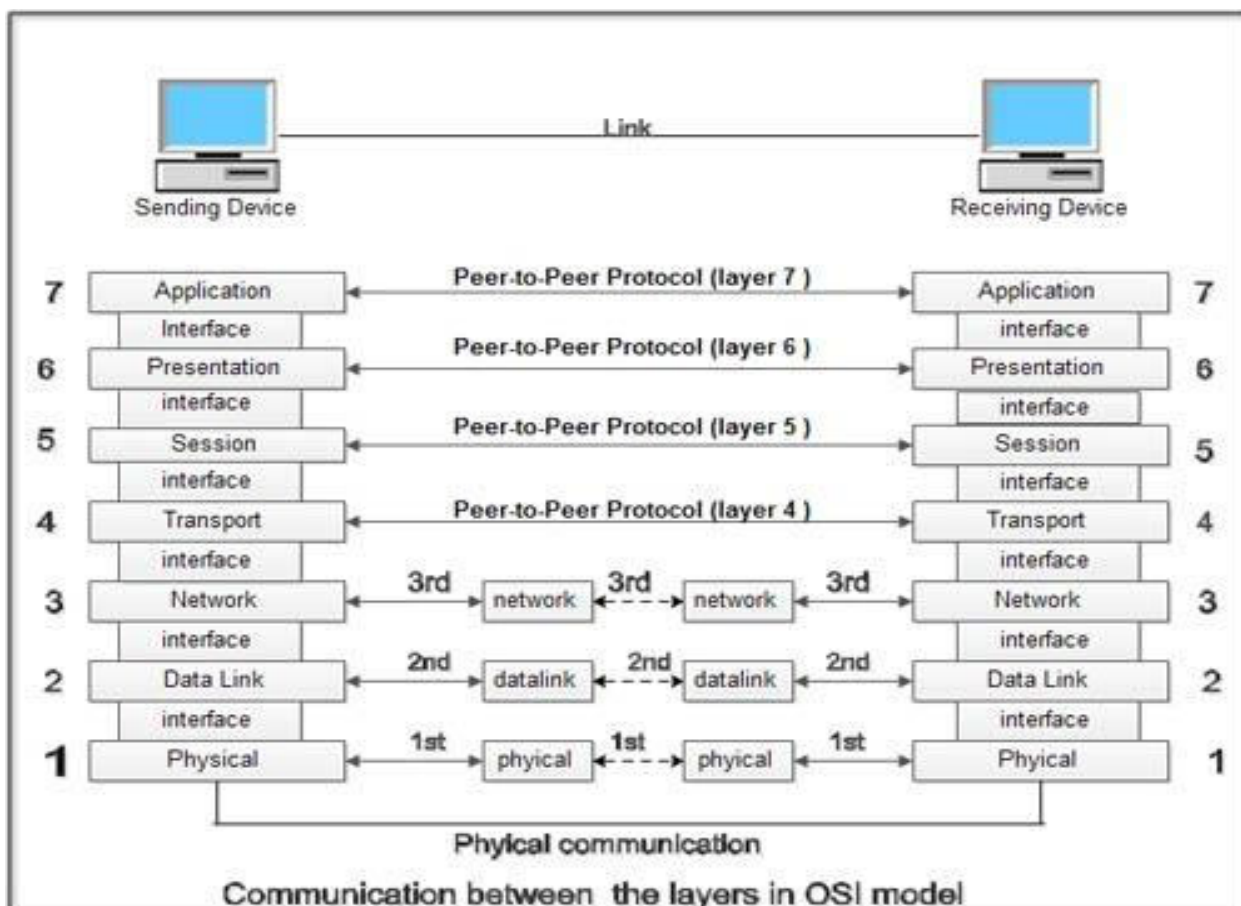 Link
Sending Device Receiving Device
7 Application Peer-to-Peer Protocol (layer 7 ) Application 7
Interface interface
6 Presentation Peer-to-Peer Protocol (layer 6 ) Presentation 6
interface interface
5 Session Peer-to-Peer Protocol (layer 5 ) Session 5
interface interface
4 Transport Peer-to-Peer Protocol (layer 4 ) Transport 4
interface interface
3 Network 3rd network 3rd network 3rd Network 3
interface interface
2 Data Link 2nd datalink 2nd datalink 2nd Data Link 2
interface interface
1 Physical 1st phyical 1st phyical 1st Phyical 1
Phyical communication
Communication between the layers in OSI model